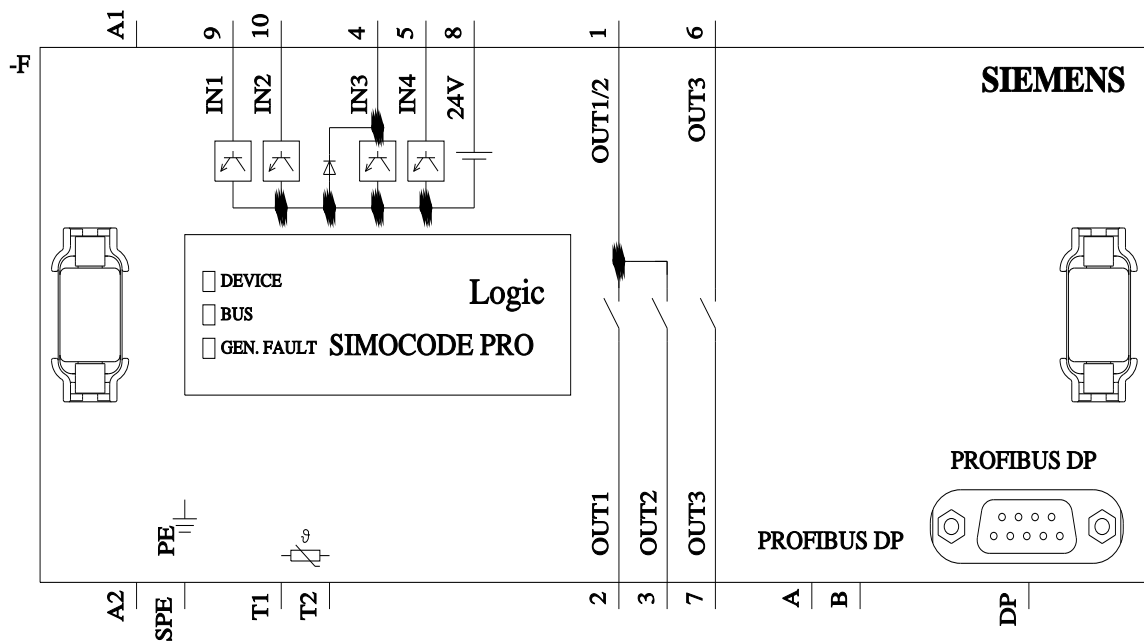 A1
9
10
4
5
8
1
6
-F
IN1
IN2
IN3
IN4
24V
OUT1/2
OUT3
SIEMENS
DEVICE
BUS
GEN. FAULT
Logic
SIMOCODE PRO
PROFIBUS DP
PE
ϑ
OUT1
OUT2
OUT3
PROFIBUS DP
A2
SPE
T1
T2
2
3
7
A
B
DP